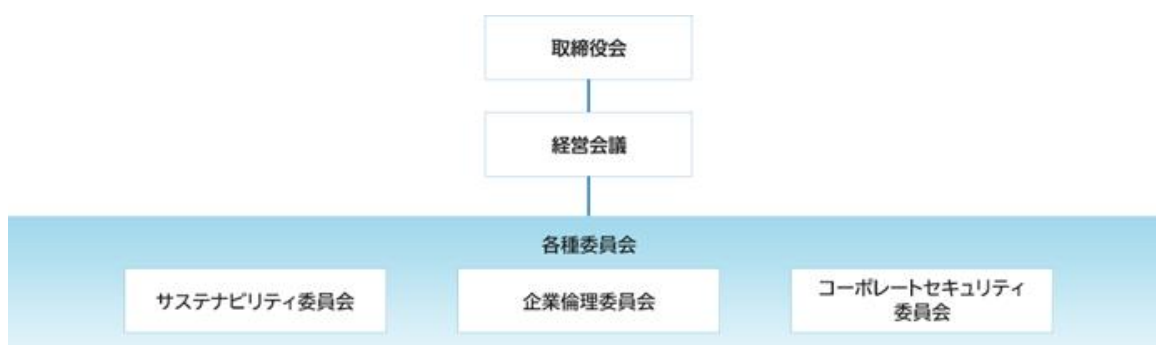 取締役会
経営会議
各種委員会
サステナビリティ委員会
企業倫理委員会
コーポレートセキュリティ
委員会